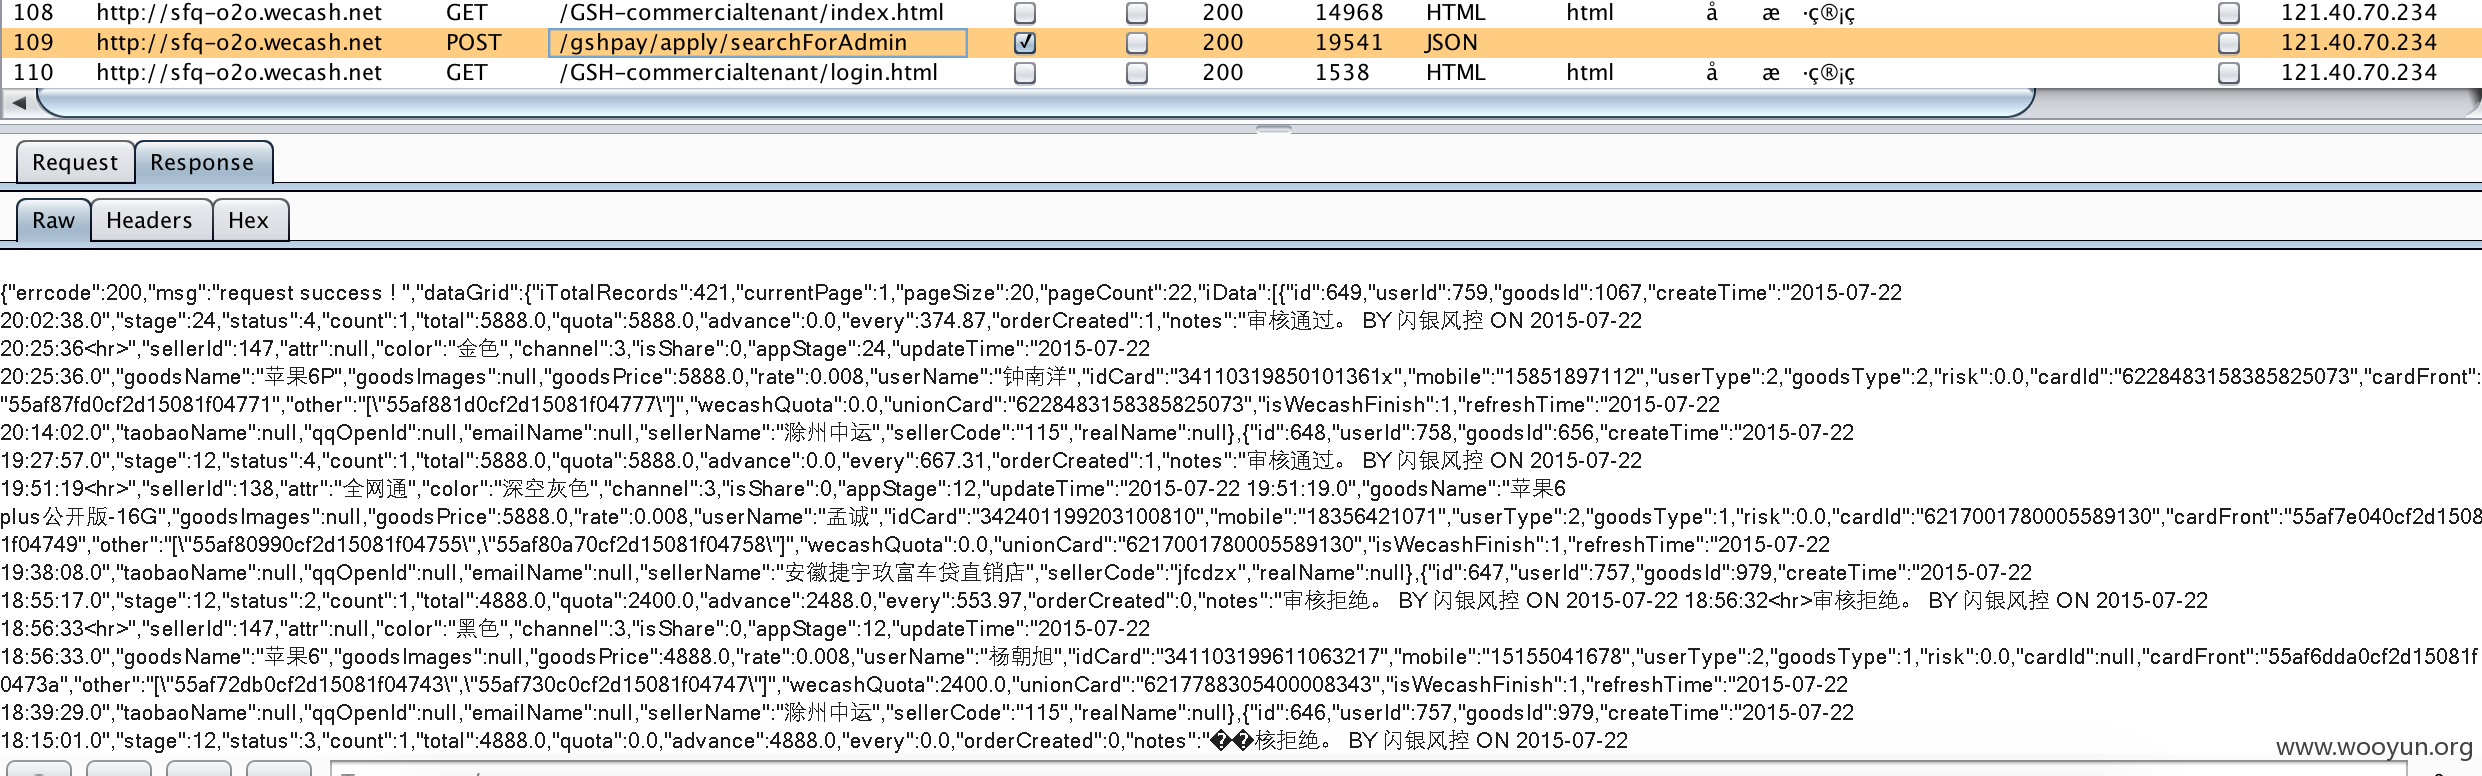 108 http://sfq-o2o.wecash.net GET /GSH-commercialtenant/index.html 200 14968 HTML html å æ ·ç®¡ç 121.40.70.234
109 http://sfq-o2o.wecash.net POST /gshpay/apply/searchForAdmin 200 19541 JSON 121.40.70.234
110 http://sfq-o2o.wecash.net GET /GSH-commercialtenant/login.html 200 1538 HTML html å æ ·ç®¡ç 121.40.70.234
Request Response
Raw Headers Hex
{"errcode":200,"msg":"request success！","dataGrid":{"iTotalRecords":421,"currentPage":1,"pageSize":20,"pageCount":22,"iData":[{"id":649,"userId":759,"goodsId":1067,"createTime":"2015-07-22
20:02:38.0","stage":24,"status":4,"count":1,"total":5888.0,"quota":5888.0,"advance":0.0,"every":374.87,"orderCreated":1,"notes":"审核通过。 BY 闪银风控 ON 2015-07-22
20:25:36<hr>","sellerId":147,"attr":null,"color":"金色","channel":3,"isShare":0,"appStage":24,"updateTime":"2015-07-22
20:25:36.0","goodsName":"苹果6P","goodsImages":null,"goodsPrice":5888.0,"rate":0.008,"userName":"钟南洋","idCard":"34110319850101361x","mobile":"15851897112","userType":2,"goodsType":2,"risk":0.0,"cardId":"6228483158385825073","cardFront":
"55af87fd0cf2d15081f04771","other":"[\"55af881d0cf2d15081f04777\"]","wecashQuota":0.0,"unionCard":"6228483158385825073","isWecashFinish":1,"refreshTime":"2015-07-22
20:14:02.0","taobaoName":null,"qqOpenId":null,"emailName":null,"sellerName":"滁州中运","sellerCode":"115","realName":null},{"id":648,"userId":758,"goodsId":656,"createTime":"2015-07-22
19:27:57.0","stage":12,"status":4,"count":1,"total":5888.0,"quota":5888.0,"advance":0.0,"every":667.31,"orderCreated":1,"notes":"审核通过。 BY 闪银风控 ON 2015-07-22
19:51:19<hr>","sellerId":138,"attr":"全网通","color":"深空灰色","channel":3,"isShare":0,"appStage":12,"updateTime":"2015-07-22 19:51:19.0","goodsName":"苹果6
plus公开版-16G","goodsImages":null,"goodsPrice":5888.0,"rate":0.008,"userName":"孟诚","idCard":"342401199203100810","mobile":"18356421071","userType":2,"goodsType":1,"risk":0.0,"cardId":"6217001780005589130","cardFront":"55af7e040cf2d1508
1f04749","other":"[\"55af80990cf2d15081f04755\",\"55af80a70cf2d15081f04758\"]","wecashQuota":0.0,"unionCard":"6217001780005589130","isWecashFinish":1,"refreshTime":"2015-07-22
19:38:08.0","taobaoName":null,"qqOpenId":null,"emailName":null,"sellerName":"安徽捷宇玖富车贷直销店","sellerCode":"jfcdzx","realName":null},{"id":647,"userId":757,"goodsId":979,"createTime":"2015-07-22
18:55:17.0","stage":12,"status":2,"count":1,"total":4888.0,"quota":2400.0,"advance":2488.0,"every":553.97,"orderCreated":0,"notes":"审核拒绝。 BY 闪银风控 ON 2015-07-22 18:56:32<hr>审核拒绝。 BY 闪银风控 ON 2015-07-22
18:56:33<hr>","sellerId":147,"attr":null,"color":"黑色","channel":3,"isShare":0,"appStage":12,"updateTime":"2015-07-22
18:56:33.0","goodsName":"苹果6","goodsImages":null,"goodsPrice":4888.0,"rate":0.008,"userName":"杨朝旭","idCard":"341103199611063217","mobile":"15155041678","userType":2,"goodsType":1,"risk":0.0,"cardId":null,"cardFront":"55af6dda0cf2d15081f
0473a","other":"[\"55af72db0cf2d15081f04743\",\"55af730c0cf2d15081f04747\"]","wecashQuota":2400.0,"unionCard":"6217788305400008343","isWecashFinish":1,"refreshTime":"2015-07-22
18:39:29.0","taobaoName":null,"qqOpenId":null,"emailName":null,"sellerName":"滁州中运","sellerCode":"115","realName":null},{"id":646,"userId":757,"goodsId":979,"createTime":"2015-07-22
18:15:01.0","stage":12,"status":3,"count":1,"total":4888.0,"quota":0.0,"advance":4888.0,"every":0.0,"orderCreated":0,"notes":"��核拒绝。 BY 闪银风控 ON 2015-07-22
www.wooyun.org